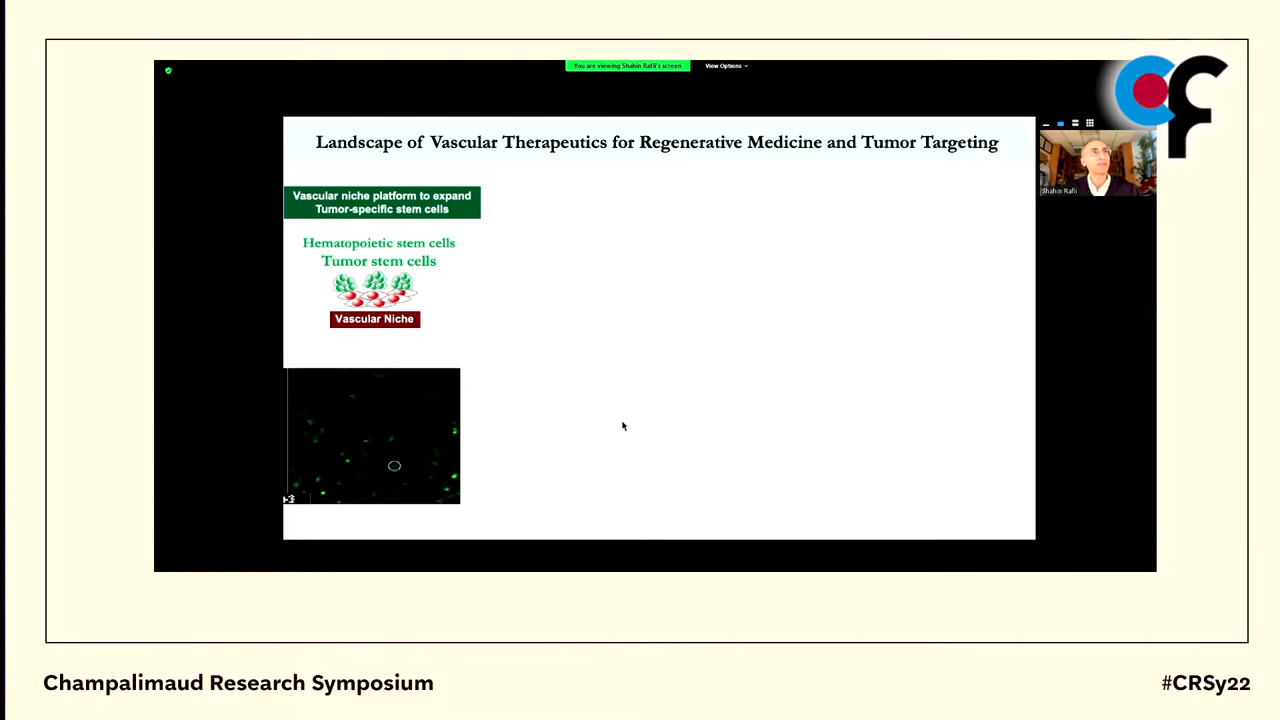 You are viewing Shahin Rafii's screen
View Options
Landscape of Vascular Therapeutics for Regenerative Medicine and Tumor Targeting
Shahin Rafii
Vascular niche platform to expand
Tumor-specific stem cells
Hematopoietic stem cells
Tumor stem cells
Vascular Niche
Champalimaud Research Symposium
#CRSy22